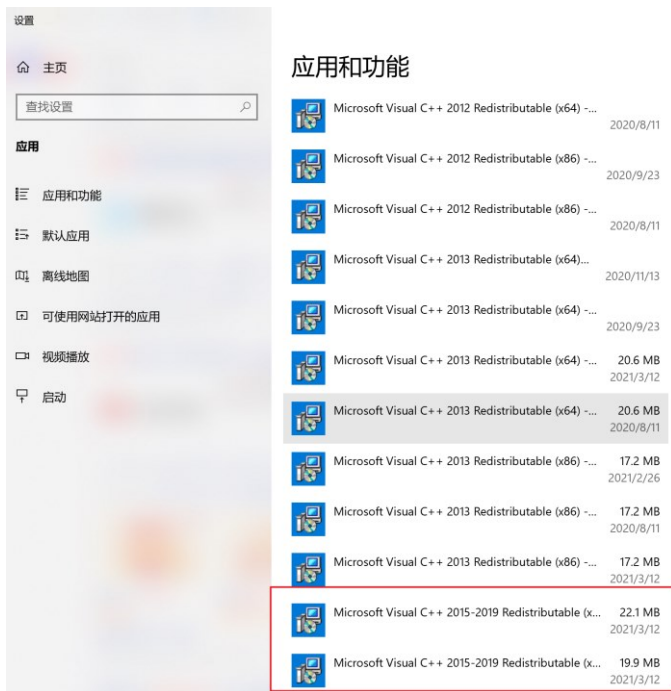 设置
主页
查找设置
应用
应用和功能
默认应用
离线地图
可使用网站打开的应用
视频播放
启动
应用和功能
Microsoft Visual C++ 2012 Redistributable (x64) -...
2020/8/11
Microsoft Visual C++ 2012 Redistributable (x86) -...
2020/9/23
Microsoft Visual C++ 2012 Redistributable (x86) -...
2020/8/11
Microsoft Visual C++ 2013 Redistributable (x64)...
2020/11/13
Microsoft Visual C++ 2013 Redistributable (x64) -...
2020/9/23
Microsoft Visual C++ 2013 Redistributable (x64) -... 20.6 MB
2021/3/12
Microsoft Visual C++ 2013 Redistributable (x64) -... 20.6 MB
2020/8/11
Microsoft Visual C++ 2013 Redistributable (x86) -... 17.2 MB
2021/2/26
Microsoft Visual C++ 2013 Redistributable (x86) -... 17.2 MB
2020/8/11
Microsoft Visual C++ 2013 Redistributable (x86) -... 17.2 MB
2021/3/12
Microsoft Visual C++ 2015-2019 Redistributable (x... 22.1 MB
2021/3/12
Microsoft Visual C++ 2015-2019 Redistributable (x... 19.9 MB
2021/3/12